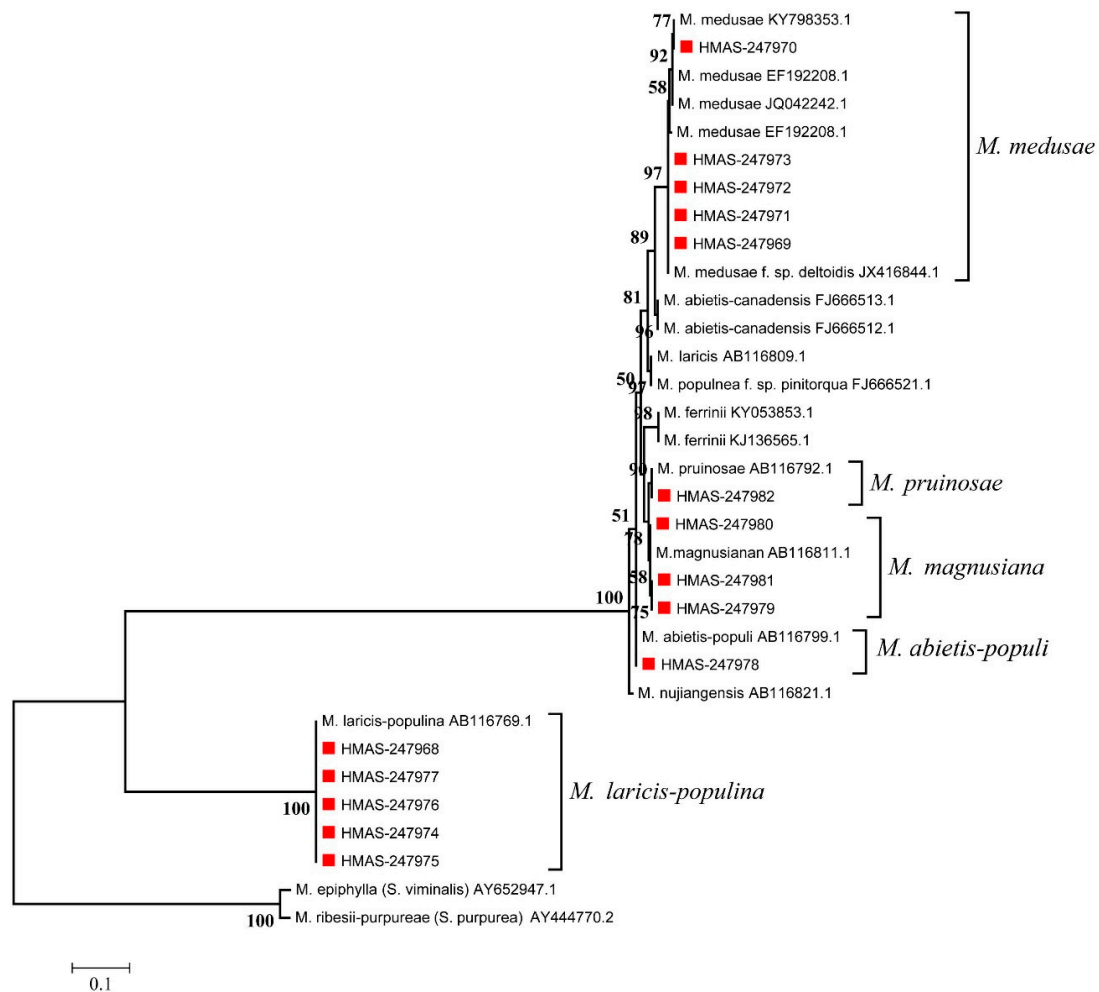 77
M. medusae KY798353.1
HMAS-247970
92
M. medusae EF192208.1
58
M. medusae JQ042242.1
M. medusae EF192208.1
M. medusae
HMAS-247973
97
HMAS-247972
HMAS-247971
89
HMAS-247969
M. medusae f. sp. deltoidis JX416844.1
81
M. abietis-canadensis FJ666513.1
96
M. abietis-canadensis FJ666512.1
M. laricis AB116809.1
50
97
M. populnea f. sp. pinitorqua FJ666521.1
98
M. ferrinii KY053853.1
M. ferrinii KJ136565.1
90
M. pruinosae AB116792.1
M. pruinosae
HMAS-247982
51
HMAS-247980
78
M.magnusianan AB116811.1
M. magnusiana
58
HMAS-247981
100
75
HMAS-247979
M. abietis-populi AB116799.1
M. abietis-populi
HMAS-247978
M. nujiangensis AB116821.1
M. laricis-populina AB116769.1
HMAS-247968
HMAS-247977
M. laricis-populina
100
HMAS-247976
HMAS-247974
HMAS-247975
M. epiphylla (S. viminalis) AY652947.1
100
M. ribesii-purpureae (S. purpurea) AY444770.2
0.1